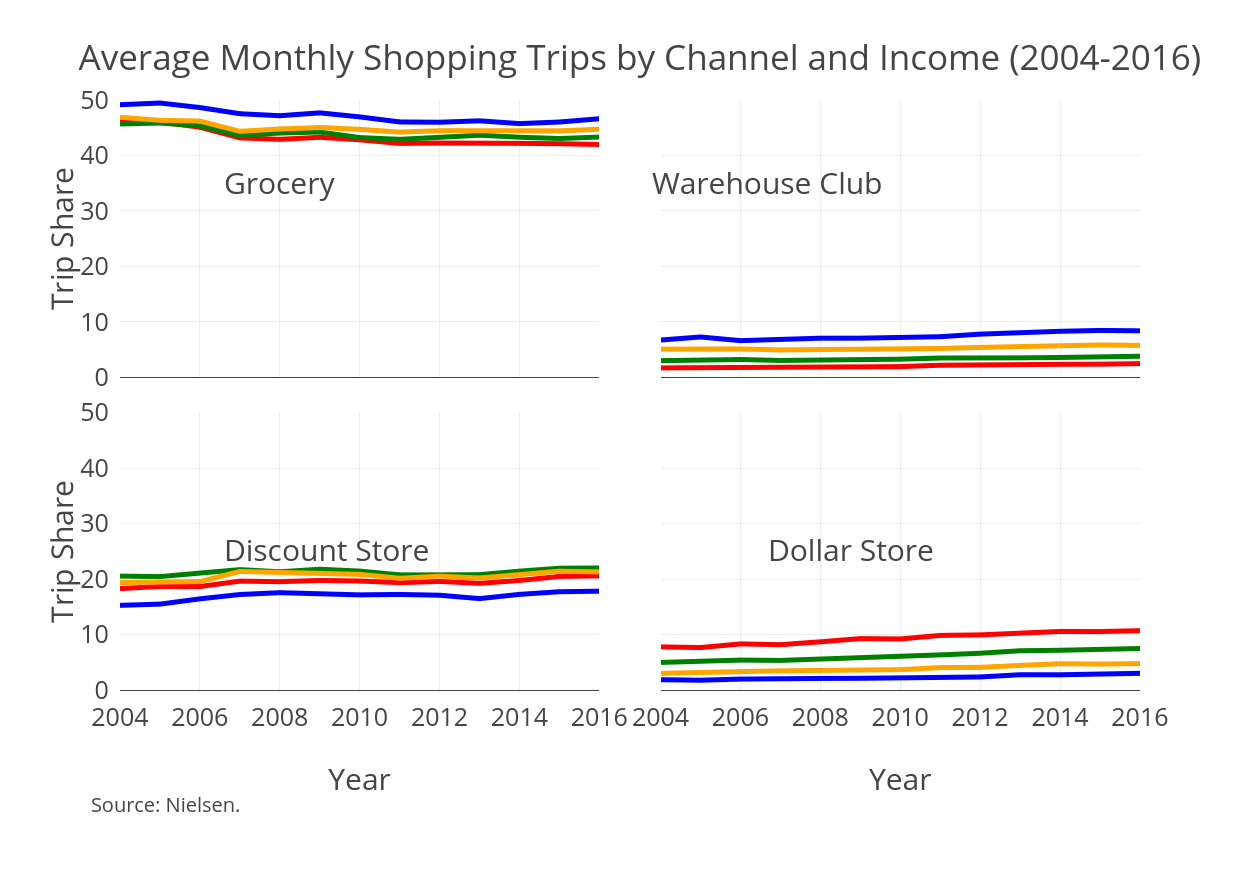 Average Monthly Shopping Trips by Channel and Income (2004-2016)
50
40
30
20
10
0
Trip Share
Grocery
Warehouse Club
50
40
30
20
10
0
Trip Share
Discount Store
Dollar Store
2004 2006 2008 2010 2012 2014 2016
2004 2006 2008 2010 2012 2014 2016
Year
Year
Source: Nielsen.